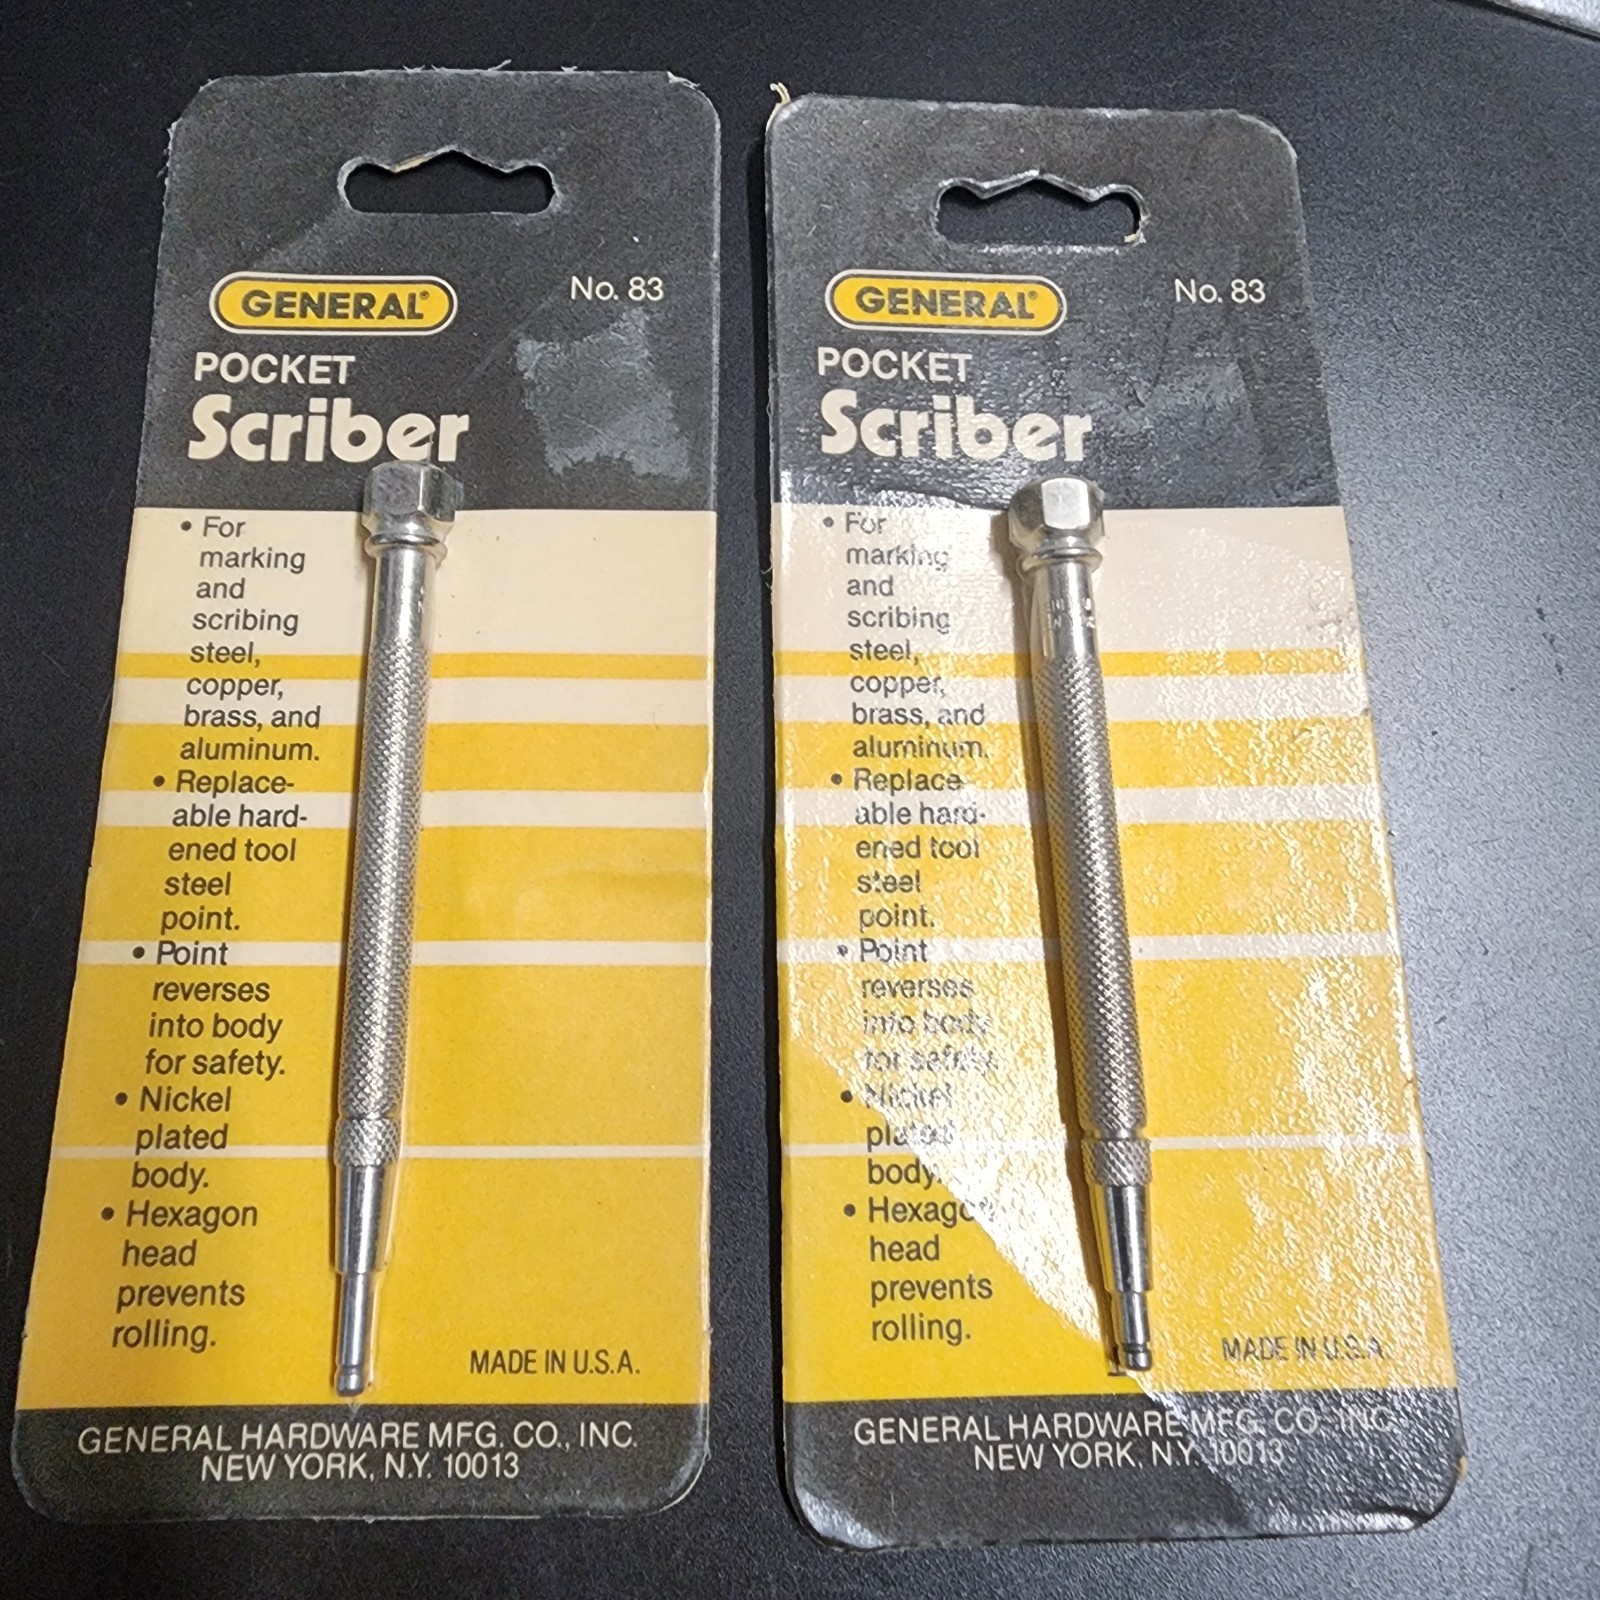 GENERAL®
No. 83
POCKET
Scriber
• For
marking
and
scribing
steel,
copper,
brass, and
aluminum.
• Replace-
able hard-
ened tool
steel
point.
• Point
reverses
into body
for safety.
• Nickel
plated
body.
• Hexagon
head
prevents
rolling.
MADE IN U.S.A.
GENERAL HARDWARE MFG. CO., INC.
NEW YORK, N.Y. 10013
GENERAL®
No. 83
POCKET
Scriber
• For
marking
and
scribing
steel,
copper,
brass, and
aluminum.
• Replace-
able hard-
ened tool
steel
point.
• Point
reverses
into body
for safety.
• Nickel
plated
body.
• Hexagon
head
prevents
rolling.
MADE IN U.S.A.
GENERAL HARDWARE MFG. CO., INC.
NEW YORK, N.Y. 10013